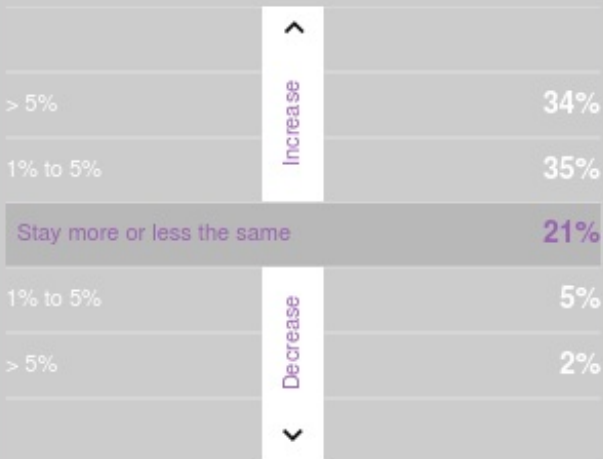 > 5% 34%
Increase
1% to 5% 35%
Stay more or less the same 21%
1% to 5% 5%
Decrease
> 5% 2%